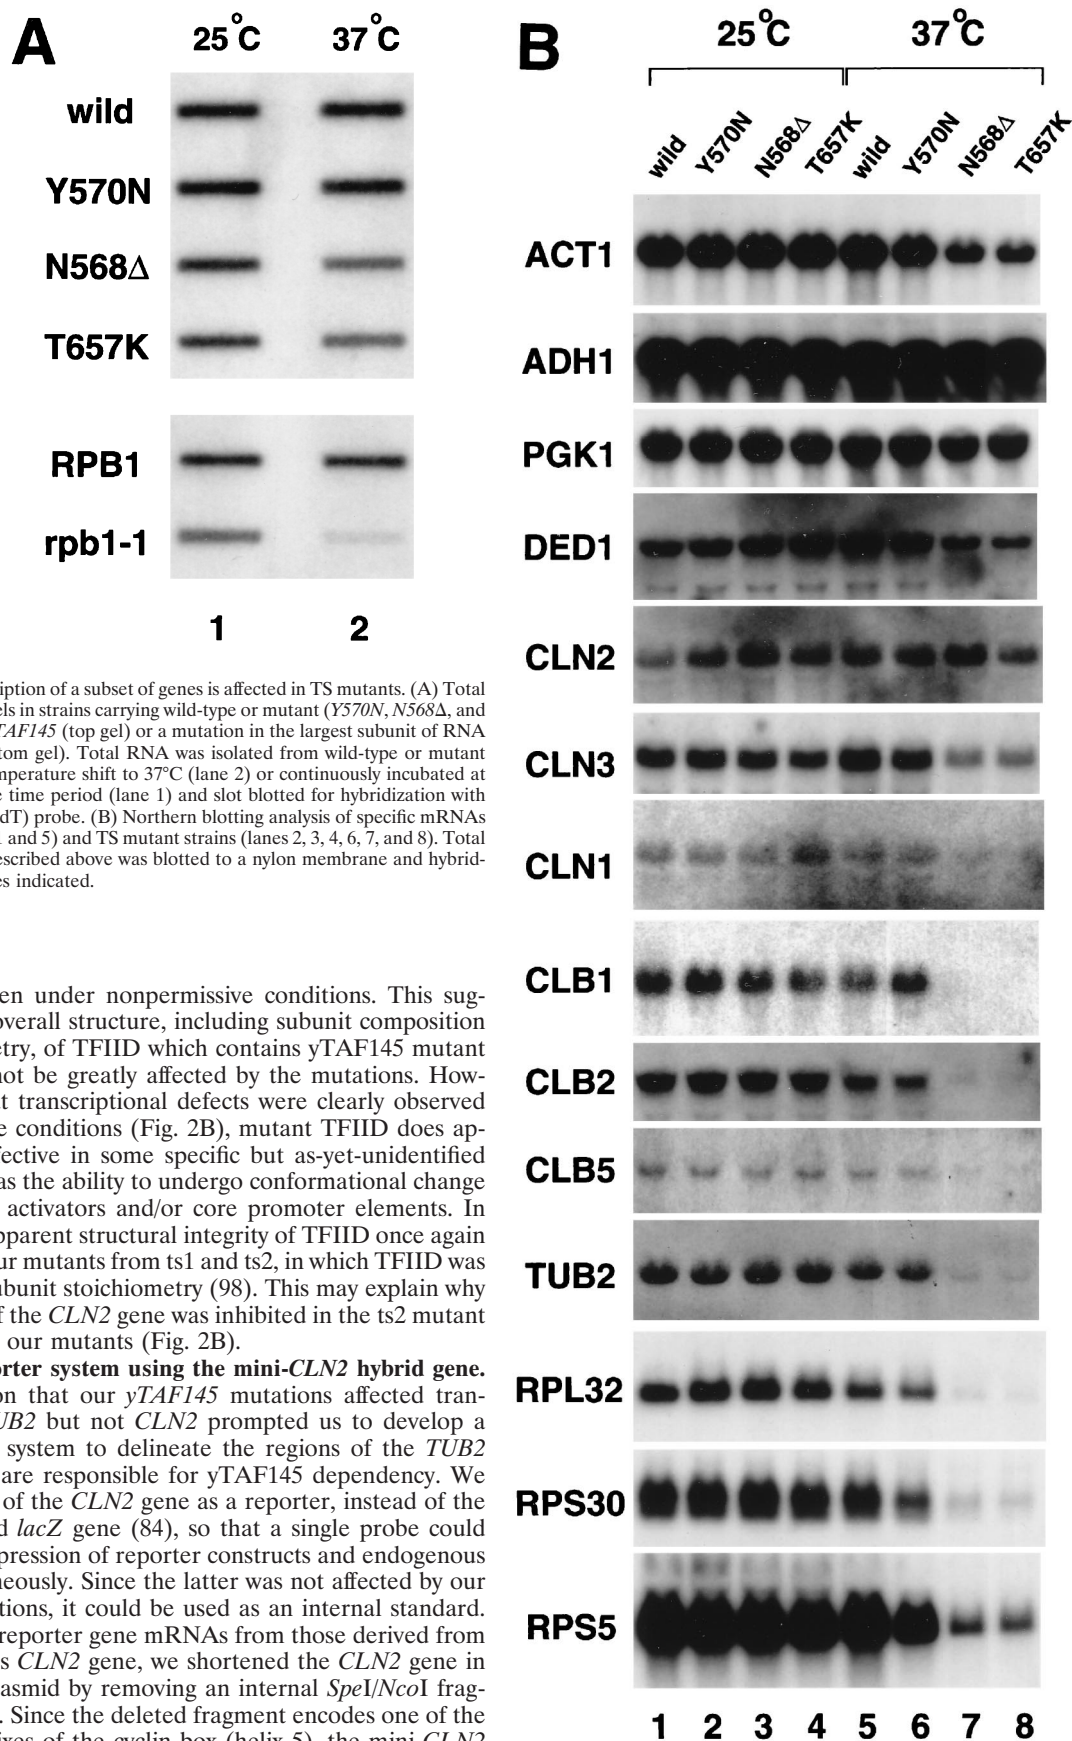 A
25°C 37°C
wild
Y570N
N568Δ
T657K
RPB1
rpb1-1
1 2
iption of a subset of genes is affected in TS mutants. (A) Total
els in strains carrying wild-type or mutant (Y570N, N568Δ, and
TAF145 (top gel) or a mutation in the largest subunit of RNA
tom gel). Total RNA was isolated from wild-type or mutant
mperature shift to 37°C (lane 2) or continuously incubated at
e time period (lane 1) and slot blotted for hybridization with
dT) probe. (B) Northern blotting analysis of specific mRNAs
1 and 5) and TS mutant strains (lanes 2, 3, 4, 6, 7, and 8). Total
escribed above was blotted to a nylon membrane and hybrid-
es indicated.
en under nonpermissive conditions. This sug-
overall structure, including subunit composition
etry, of TFIID which contains yTAF145 mutant
not be greatly affected by the mutations. How-
t transcriptional defects were clearly observed
e conditions (Fig. 2B), mutant TFIID does ap-
fective in some specific but as-yet-unidentified
as the ability to undergo conformational change
activators and/or core promoter elements. In
pparent structural integrity of TFIID once again
ur mutants from ts1 and ts2, in which TFIID was
ubunit stoichiometry (98). This may explain why
f the CLN2 gene was inhibited in the ts2 mutant
our mutants (Fig. 2B).
orter system using the mini-CLN2 hybrid gene.
on that our yTAF145 mutations affected tran-
UB2 but not CLN2 prompted us to develop a
system to delineate the regions of the TUB2
are responsible for yTAF145 dependency. We
of the CLN2 gene as a reporter, instead of the
d lacZ gene (84), so that a single probe could
pression of reporter constructs and endogenous
neously. Since the latter was not affected by our
tions, it could be used as an internal standard.
reporter gene mRNAs from those derived from
s CLN2 gene, we shortened the CLN2 gene in
asmid by removing an internal SpeI/NcoI frag-
. Since the deleted fragment encodes one of the
ixes of the cyclin box (helix 5), the mini-CLN2
B
25°C 37°C
wild Y570N N568Δ T657K wild Y570N N568Δ T657K
ACT1
ADH1
PGK1
DED1
CLN2
CLN3
CLN1
CLB1
CLB2
CLB5
TUB2
RPL32
RPS30
RPS5
1 2 3 4 5 6 7 8